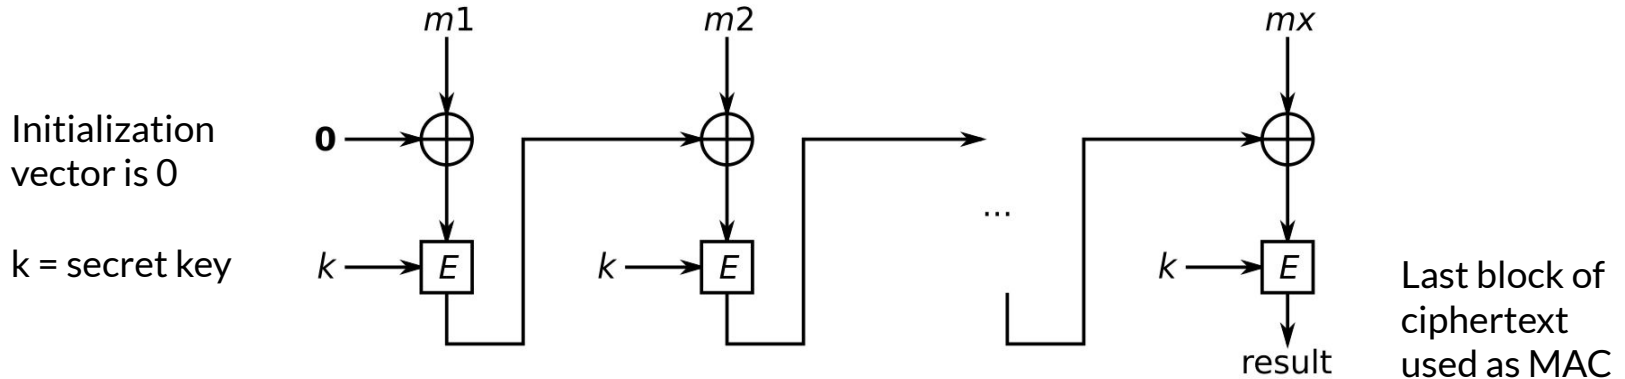 m1
m2
mx
Initialization
vector is 0
0
...
k = secret key
k
E
k
E
k
E
Last block of
ciphertext
used as MAC
result